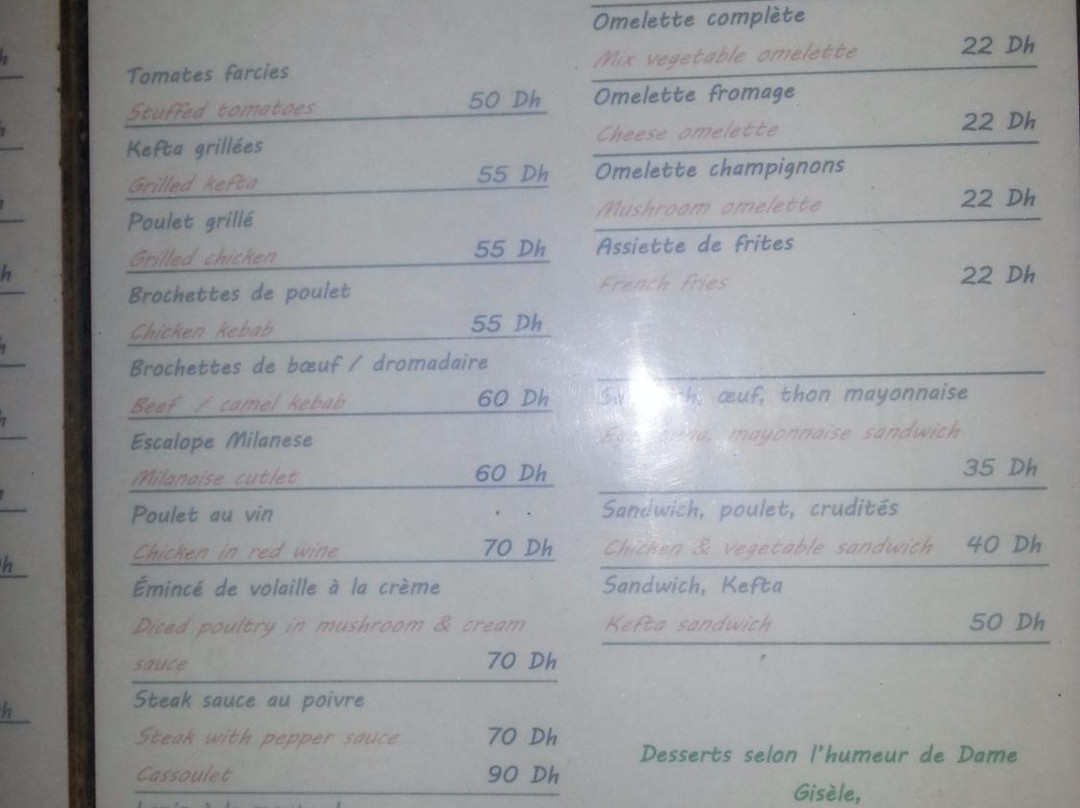 Tomates farcies
Stuffed tomatoes 50 Dh
Kefta grillées
Grilled kefta 55 Dh
Poulet grillé
Grilled chicken 55 Dh
Brochettes de poulet
Chicken kebab 55 Dh
Brochettes de bœuf / dromadaire
Beef / camel kebab 60 Dh
Escalope Milanese
Milanaise cutlet 60 Dh
Poulet au vin
Chicken in red wine 70 Dh
Émincé de volaille à la crème
Diced poultry in mushroom & cream
sauce 70 Dh
Steak sauce au poivre
Steak with pepper sauce 70 Dh
Cassoulet 90 Dh
Omelette complète
Mix vegetable omelette 22 Dh
Omelette fromage
Cheese omelette 22 Dh
Omelette champignons
Mushroom omelette 22 Dh
Assiette de frites
French fries 22 Dh
œuf, thon mayonnaise
mayonnaise sandwich
35 Dh
Sandwich, poulet, crudités
Chicken & vegetable sandwich 40 Dh
Sandwich, Kefta
Kefta sandwich 50 Dh
Desserts selon l'humeur de Dame
Gisèle,